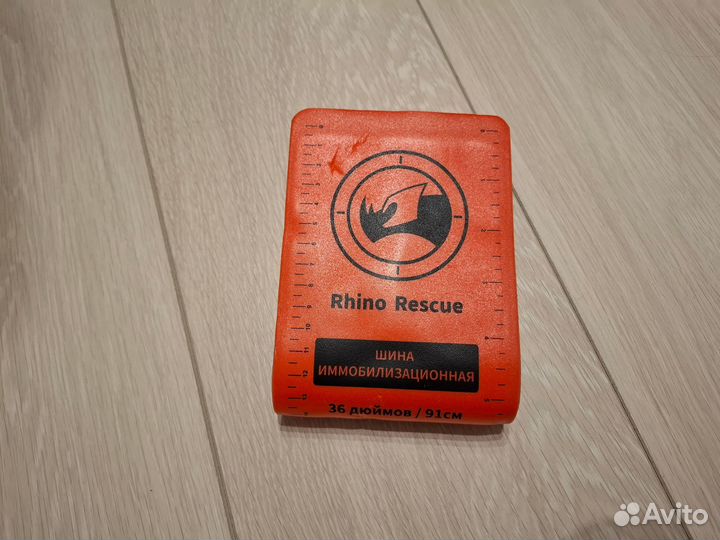 Rhino Rescue
ШИНА
ИММОБИЛИЗАЦИОННАЯ
36 дюймов / 91см
Avito